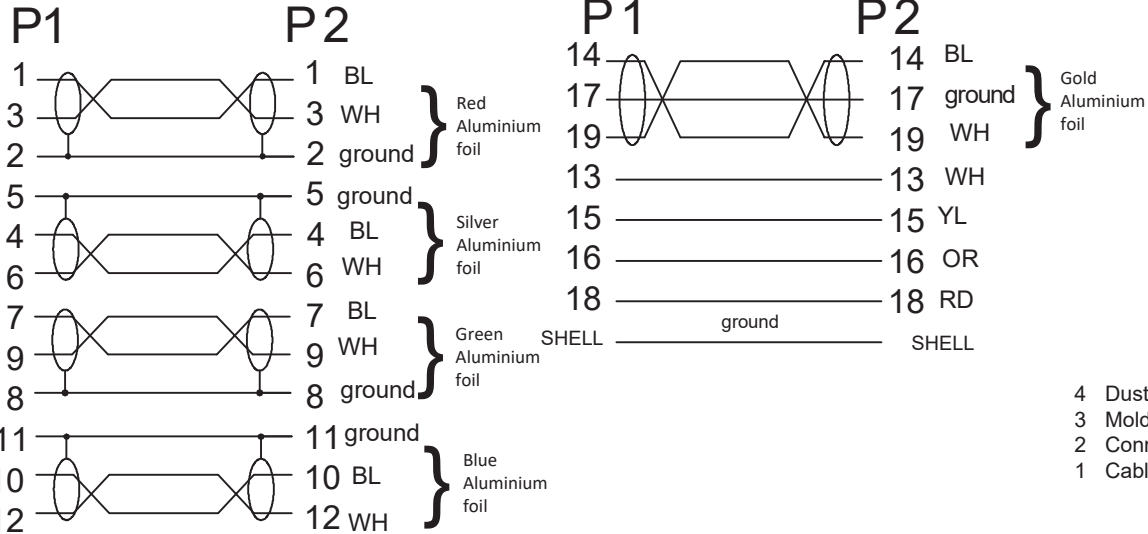 P1 P2
1 1 BL
3 3 WH
2 2 ground
Red
Aluminium
foil
5 5 ground
4 4 BL
6 6 WH
Silver
Aluminium
foil
7 7 BL
9 9 WH
8 8 ground
Green
Aluminium
foil
11 11 ground
10 10 BL
12 12 WH
Blue
Aluminium
foil
P1 P2
14 14 BL
17 17 ground
19 19 WH
Gold
Aluminium
foil
13 13 WH
15 15 YL
16 16 OR
18 18 RD
ground
SHELL SHELL
4 Dust
3 Mold
2 Conn
1 Cabl